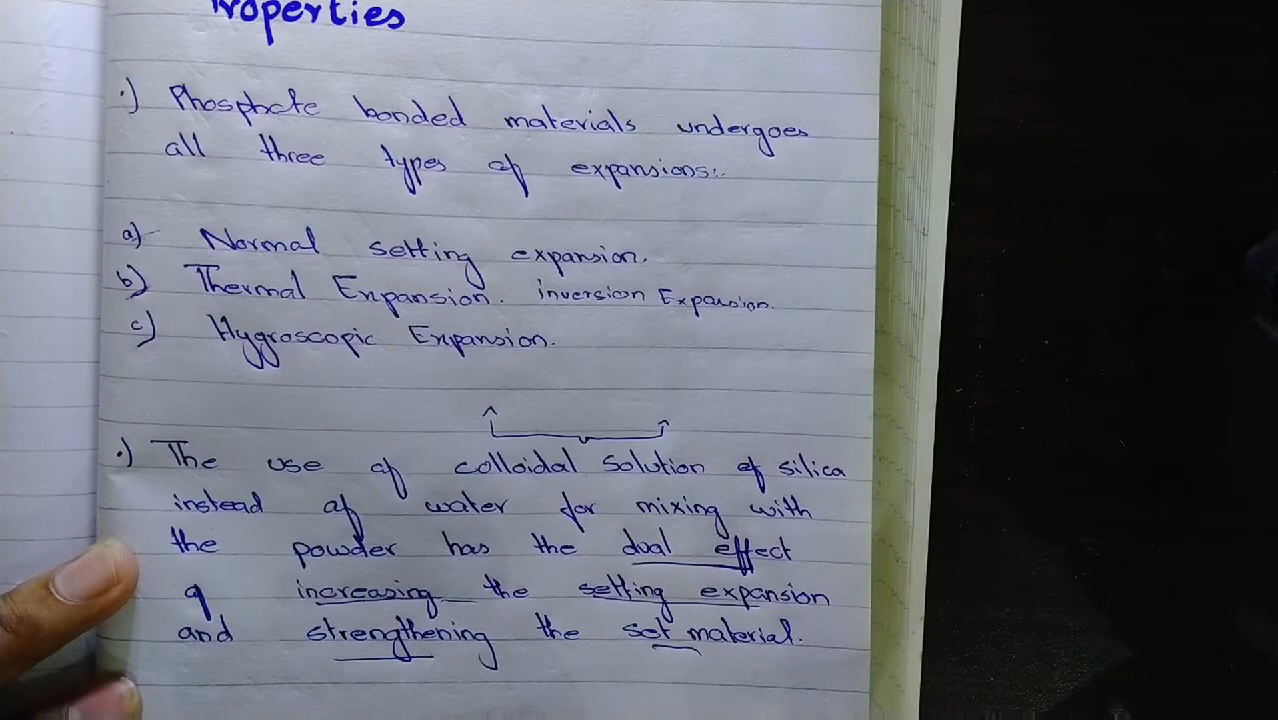 Properties
.) Phosphate bonded materials undergoes
all three types of expansions:.
a) Normal setting expansion.
b) Thermal Expansion. inversion Expansion.
c) Hygroscopic Expansion.
.) The use of colloidal solution of silica
instead of water for mixing with
the powder has the dual effect
of increasing the setting expansion
and strengthening the set material.